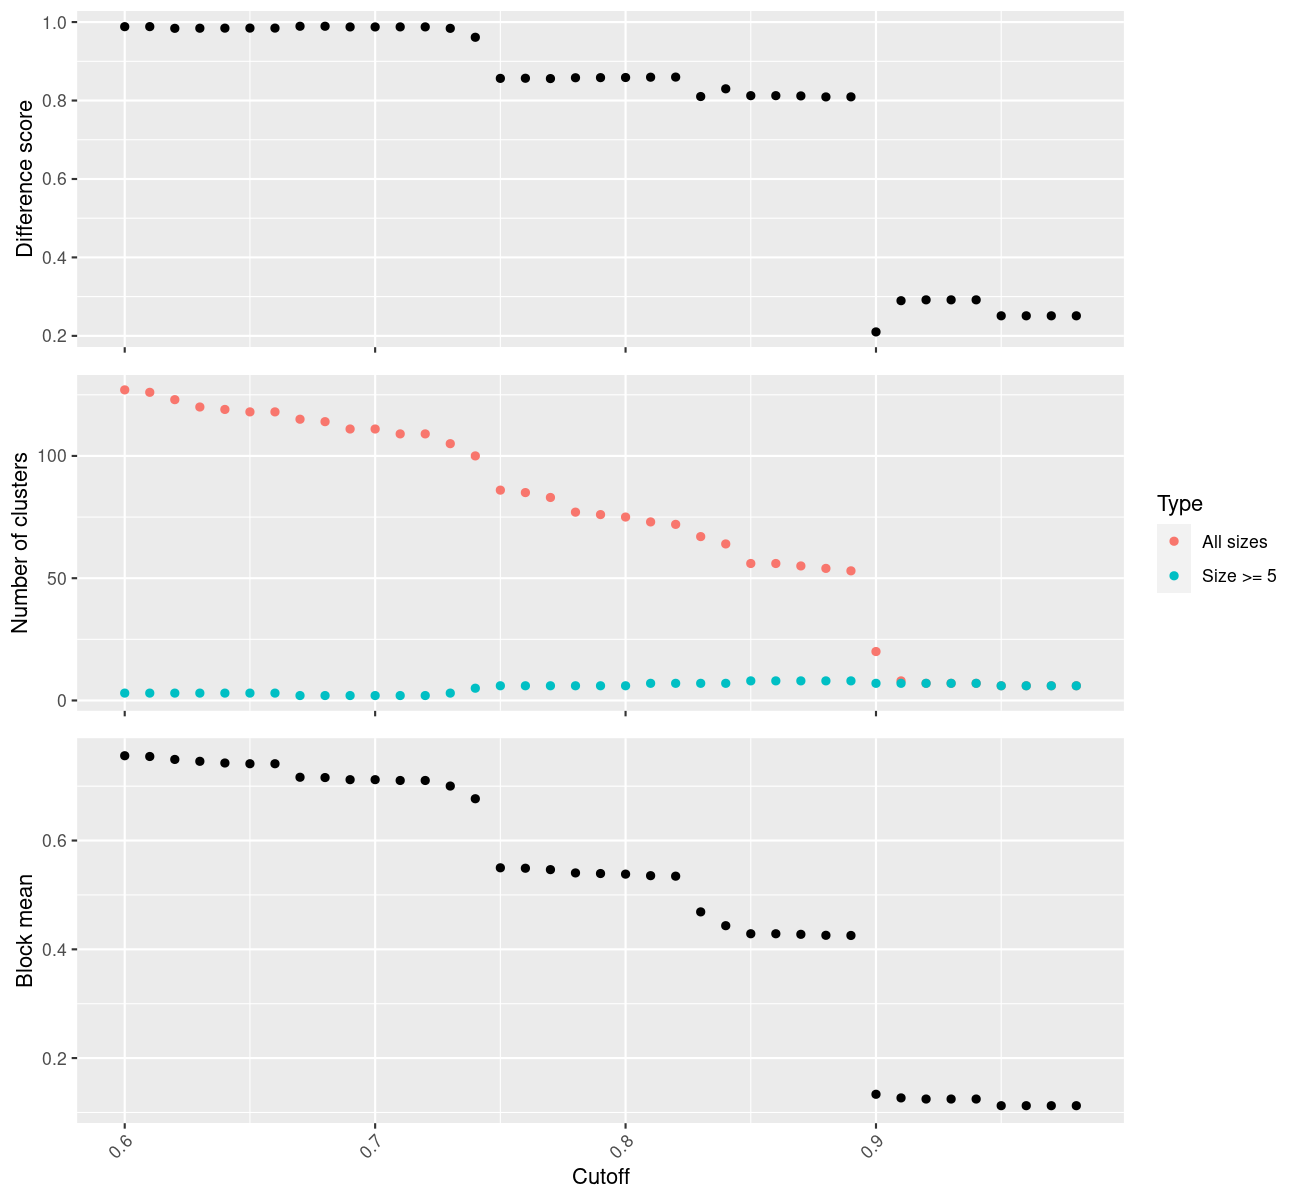 1.0
0.8
0.6
0.4
0.2
Difference score
100
50
0
Number of clusters
Type
All sizes
Size >= 5
0.6
0.4
0.2
Block mean
0.6
0.7
0.8
0.9
Cutoff